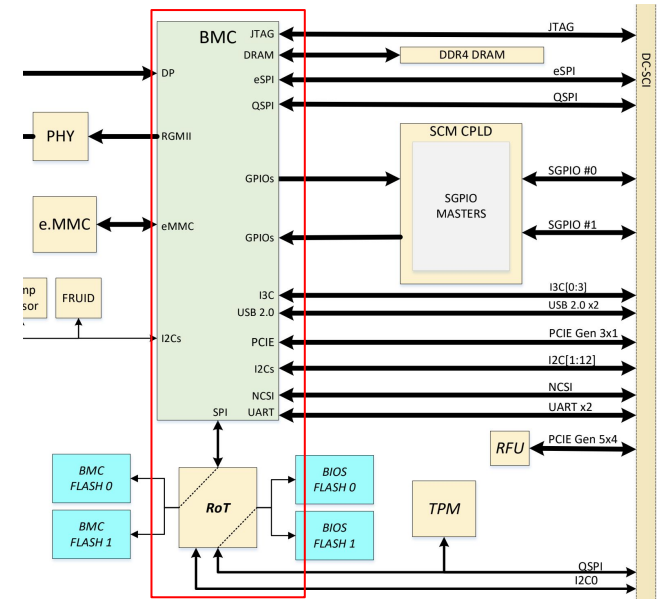 BMC
JTAG
JTAG
DRAM
DDR4 DRAM
DP
eSPI
eSPI
QSPI
QSPI
DC-SCI
PHY
RGMII
SCM CPLD
GPIOs
SGPIO #0
SGPIO
MASTERS
e.MMC
eMMC
GPIOs
SGPIO #1
FRUID
I3C
I3C[0:3]
USB 2.0
USB 2.0 x2
I2Cs
PCIE
PCIE Gen 3x1
I2Cs
I2C[1:12]
NCSI
NCSI
SPI
UART
UART x2
RFU
PCIE Gen 5x4
BMC
FLASH 0
BIOS
FLASH 0
RoT
TPM
BMC
FLASH 1
BIOS
FLASH 1
QSPI
I2C0